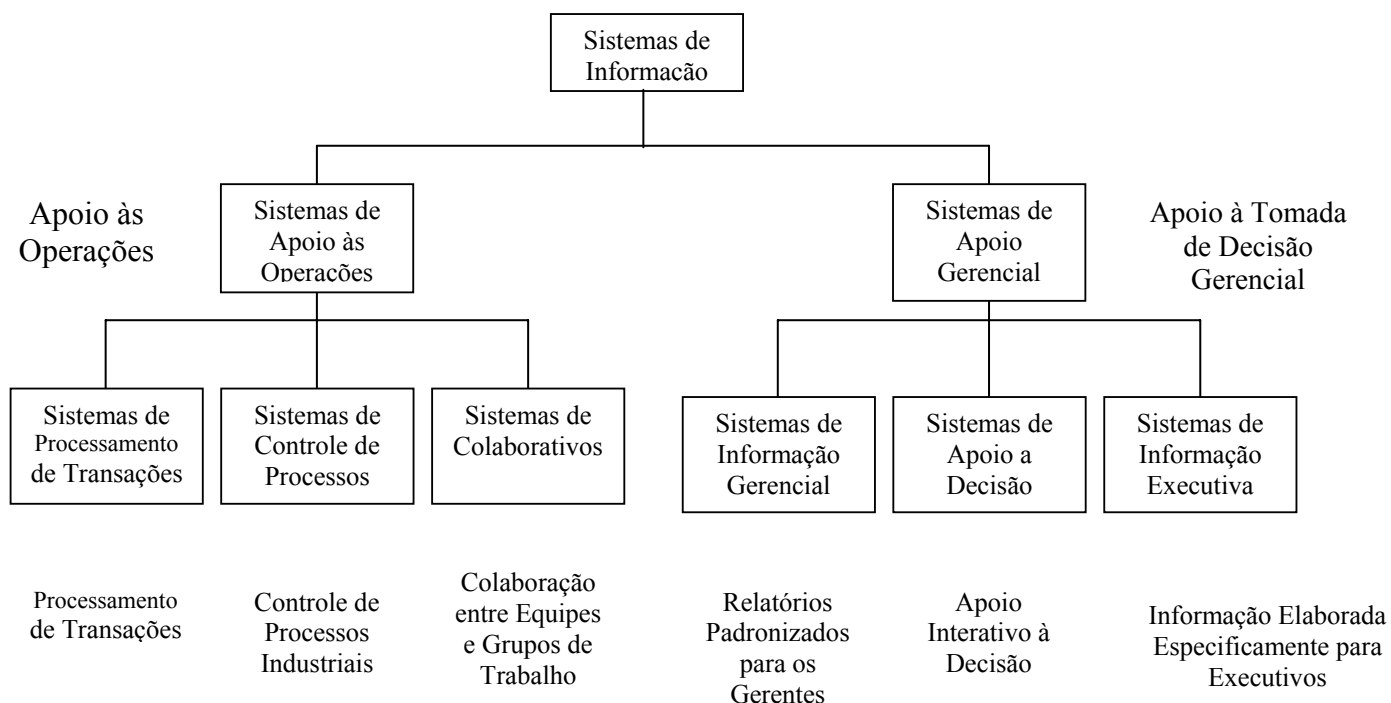 Sistemas de
Informacão
Apoio às
Operações
Sistemas de
Apoio às
Operacões
Sistemas de
Apoio
Gerencial
Apoio à Tomada
de Decisão
Gerencial
Sistemas de
Processamento
de Transações
Sistemas de
Controle de
Processos
Sistemas de
Colaborativos
Sistemas de
Informação
Gerencial
Sistemas de
Apoio a
Decisão
Sistemas de
Informação
Executiva
Processamento
de Transações
Controle de
Processos
Industriais
Colaboração
entre Equipes
e Grupos de
Trabalho
Relatórios
Padronizados
para os
Gerentes
Apoio
Interativo à
Decisão
Informação Elaborada
Especificamente para
Executivos